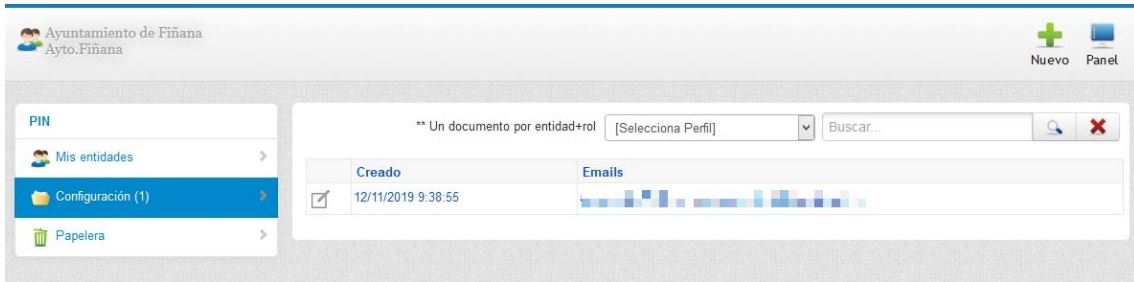 Ayuntamiento de Fiñana
Ayto.Fiñana
Nuevo Panel
PIN
Mis entidades
Configuración (1)
Papelera
** Un documento por entidad+rol [Selecciona Perfil] Buscar...
Creado Emails
12/11/2019 9:38:55